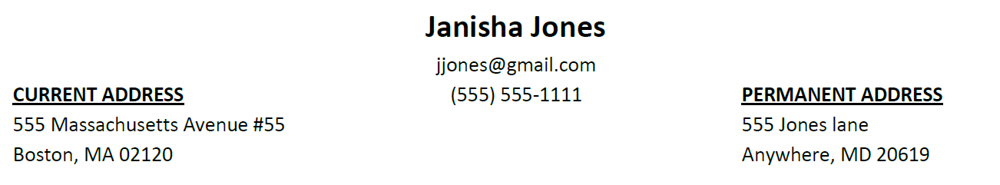 Janisha Jones
jjones@gmail.com
(555) 555-1111
CURRENT ADDRESS
555 Massachusetts Avenue #55
Boston, MA 02120
PERMANENT ADDRESS
555 Jones lane
Anywhere, MD 20619